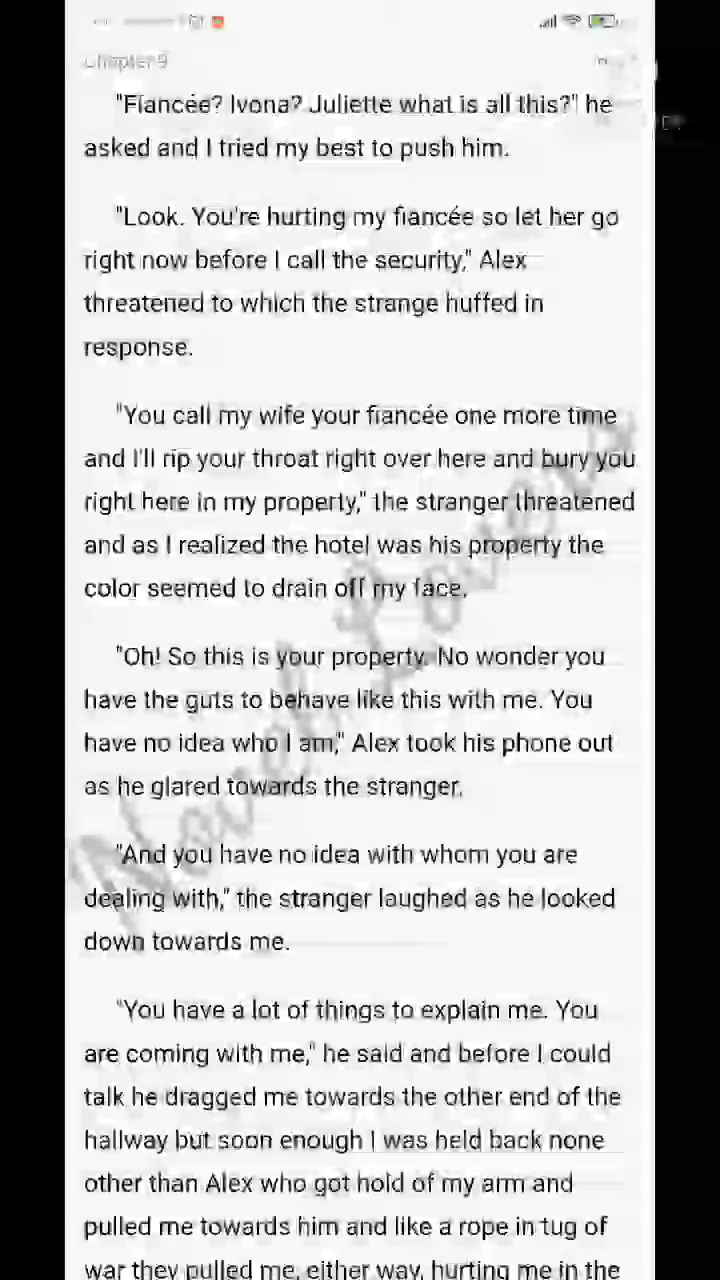 Chapter 9
"Fiancée? Ivona? Juliette what is all this?" he
asked and I tried my best to push him.
"Look. You're hurting my fiancée so let her go
right now before I call the security," Alex
threatened to which the strange huffed in
response.
"You call my wife your fiancée one more time
and I'll rip your throat right over here and bury you
right here in my property," the stranger threatened
and as I realized the hotel was his property the
color seemed to drain off my face.
"Oh! So this is your property. No wonder you
have the guts to behave like this with me. You
have no idea who I am," Alex took his phone out
as he glared towards the stranger.
"And you have no idea with whom you are
dealing with," the stranger laughed as he looked
down towards me.
"You have a lot of things to explain me. You
are coming with me," he said and before I could
talk he dragged me towards the other end of the
hallway but soon enough I was held back none
other than Alex who got hold of my arm and
pulled me towards him and like a rope in tug of
war they pulled me, either way, hurting me in the
Novel Lovers